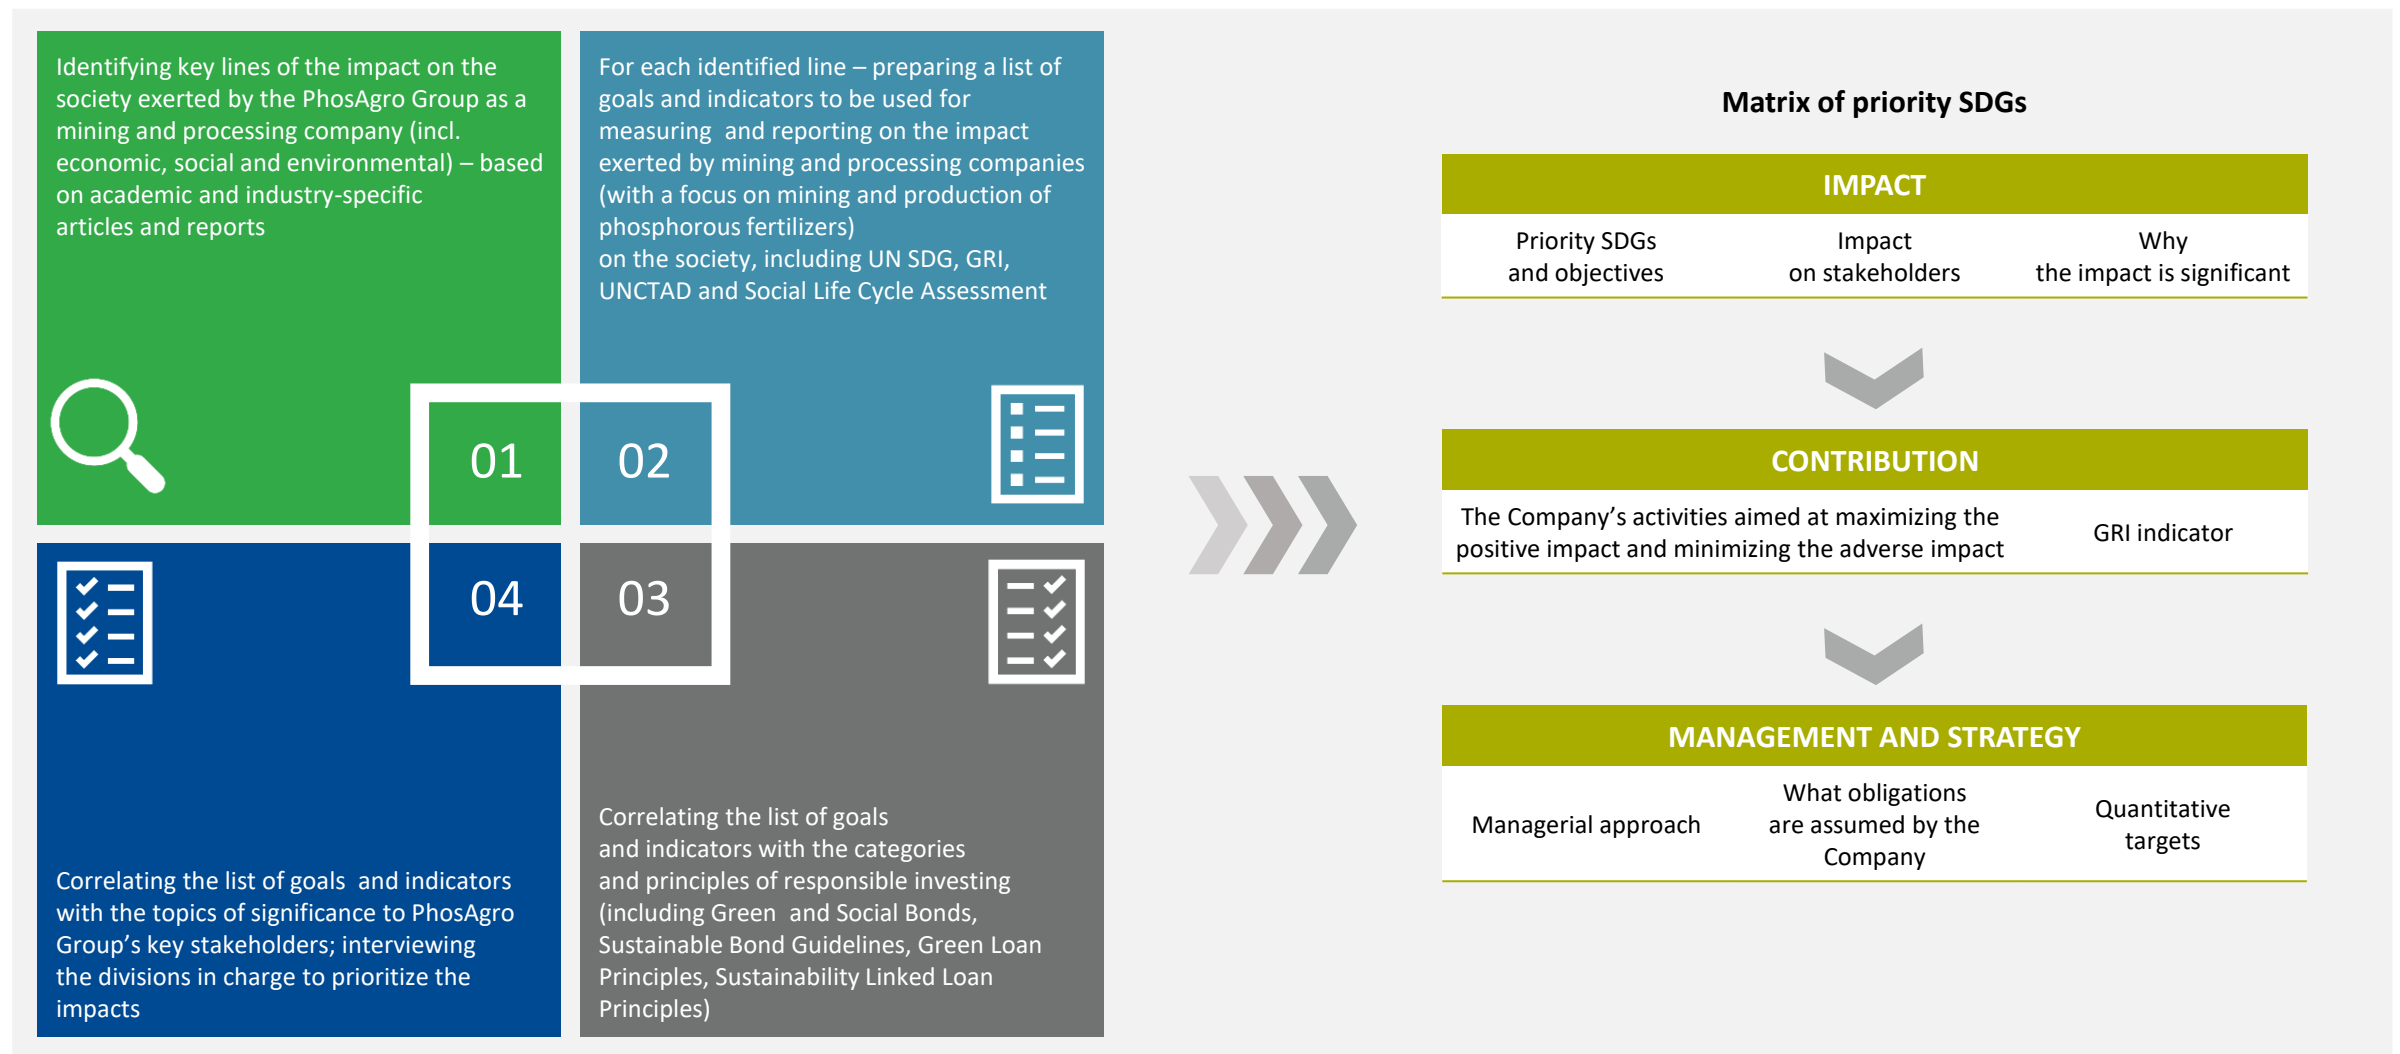 Identifying key lines of the impact on the
society exerted by the PhosAgro Group as a
mining and processing company (incl.
economic, social and environmental) – based
on academic and industry-specific
articles and reports
01
For each identified line – preparing a list of
goals and indicators to be used for
measuring  and reporting on the impact
exerted by mining and processing companies
(with a focus on mining and production of
phosphorous fertilizers)
on the society, including UN SDG, GRI,
UNCTAD and Social Life Cycle Assessment
02
04
Correlating the list of goals  and indicators
with the topics of significance to PhosAgro
Group’s key stakeholders; interviewing
the divisions in charge to prioritize the
impacts
03
Correlating the list of goals
and indicators with the categories
and principles of responsible investing
(including Green  and Social Bonds,
Sustainable Bond Guidelines, Green Loan
Principles, Sustainability Linked Loan
Principles)
Matrix of priority SDGs
IMPACT
Priority SDGs
and objectives
Impact
on stakeholders
Why
the impact is significant
CONTRIBUTION
The Company’s activities aimed at maximizing the
positive impact and minimizing the adverse impact
GRI indicator
MANAGEMENT AND STRATEGY
Managerial approach
What obligations
are assumed by the
Company
Quantitative
targets